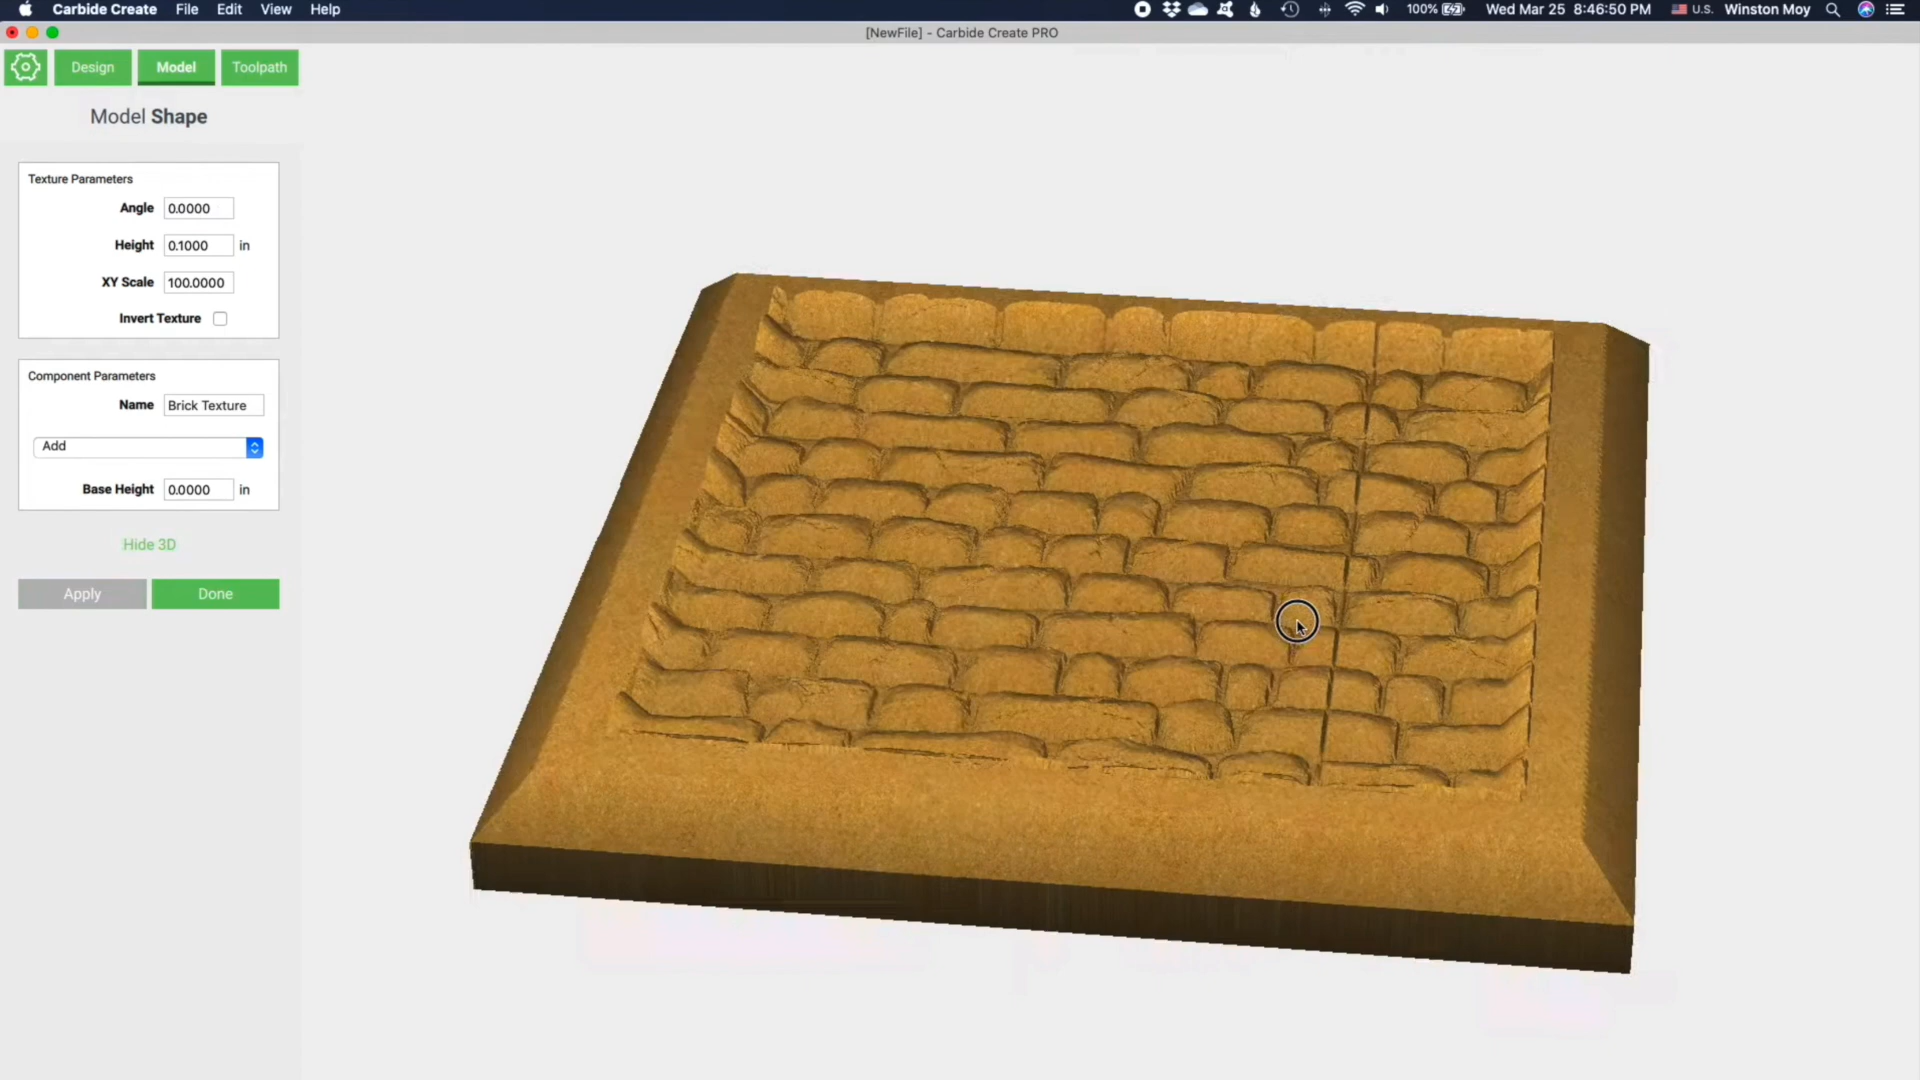 Carbide Create File Edit View Help 100% Wed Mar 25 8:46:50 PM U.S. Winston Moy
[NewFile] - Carbide Create PRO
Design Model Toolpath
Model Shape
Texture Parameters
Angle 0.0000
Height 0.1000 in
XY Scale 100.0000
Invert Texture
Component Parameters
Name Brick Texture
Add
Base Height 0.0000 in
Hide 3D
Apply Done